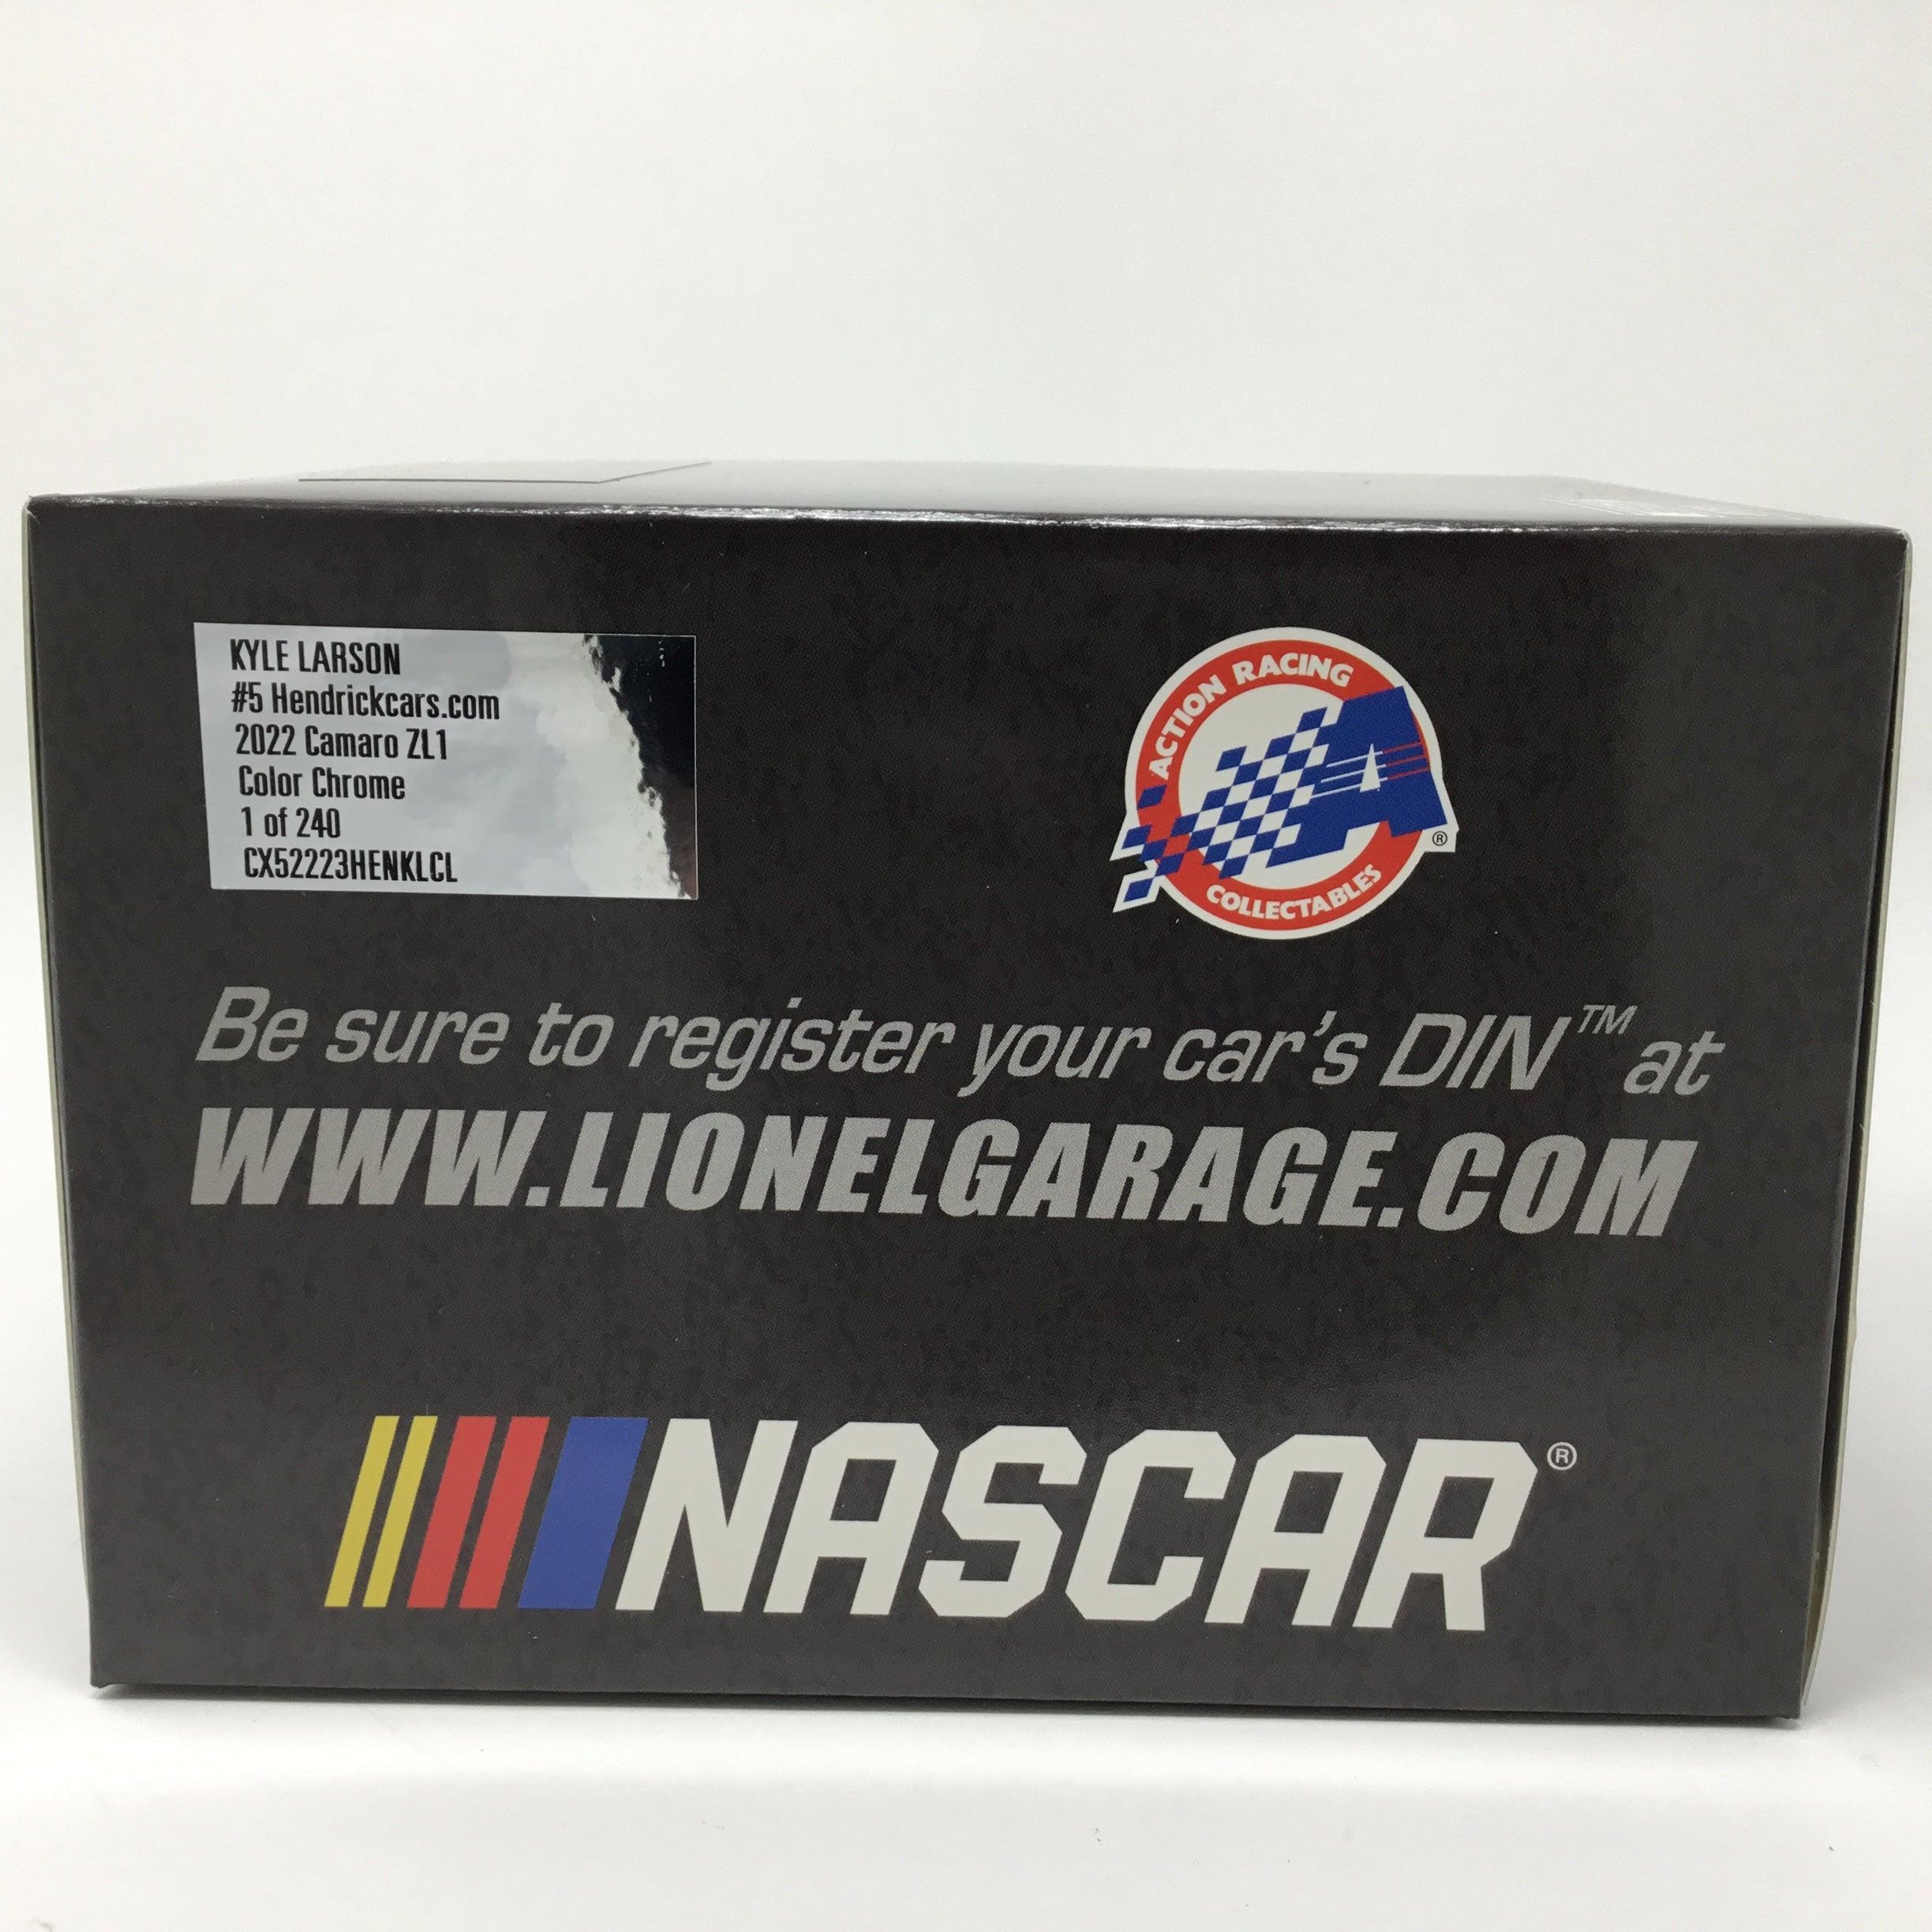 KYLE LARSON
#5 Hendrickcars.com
2022 Camaro ZL1
Color Chrome
1 of 240
CX52223HENKLCL
ACTION RACING
A
®
COLLECTABLES
Be sure to register your car's DIN™ at
WWW.LIONELGARAGE.COM
NASCAR®